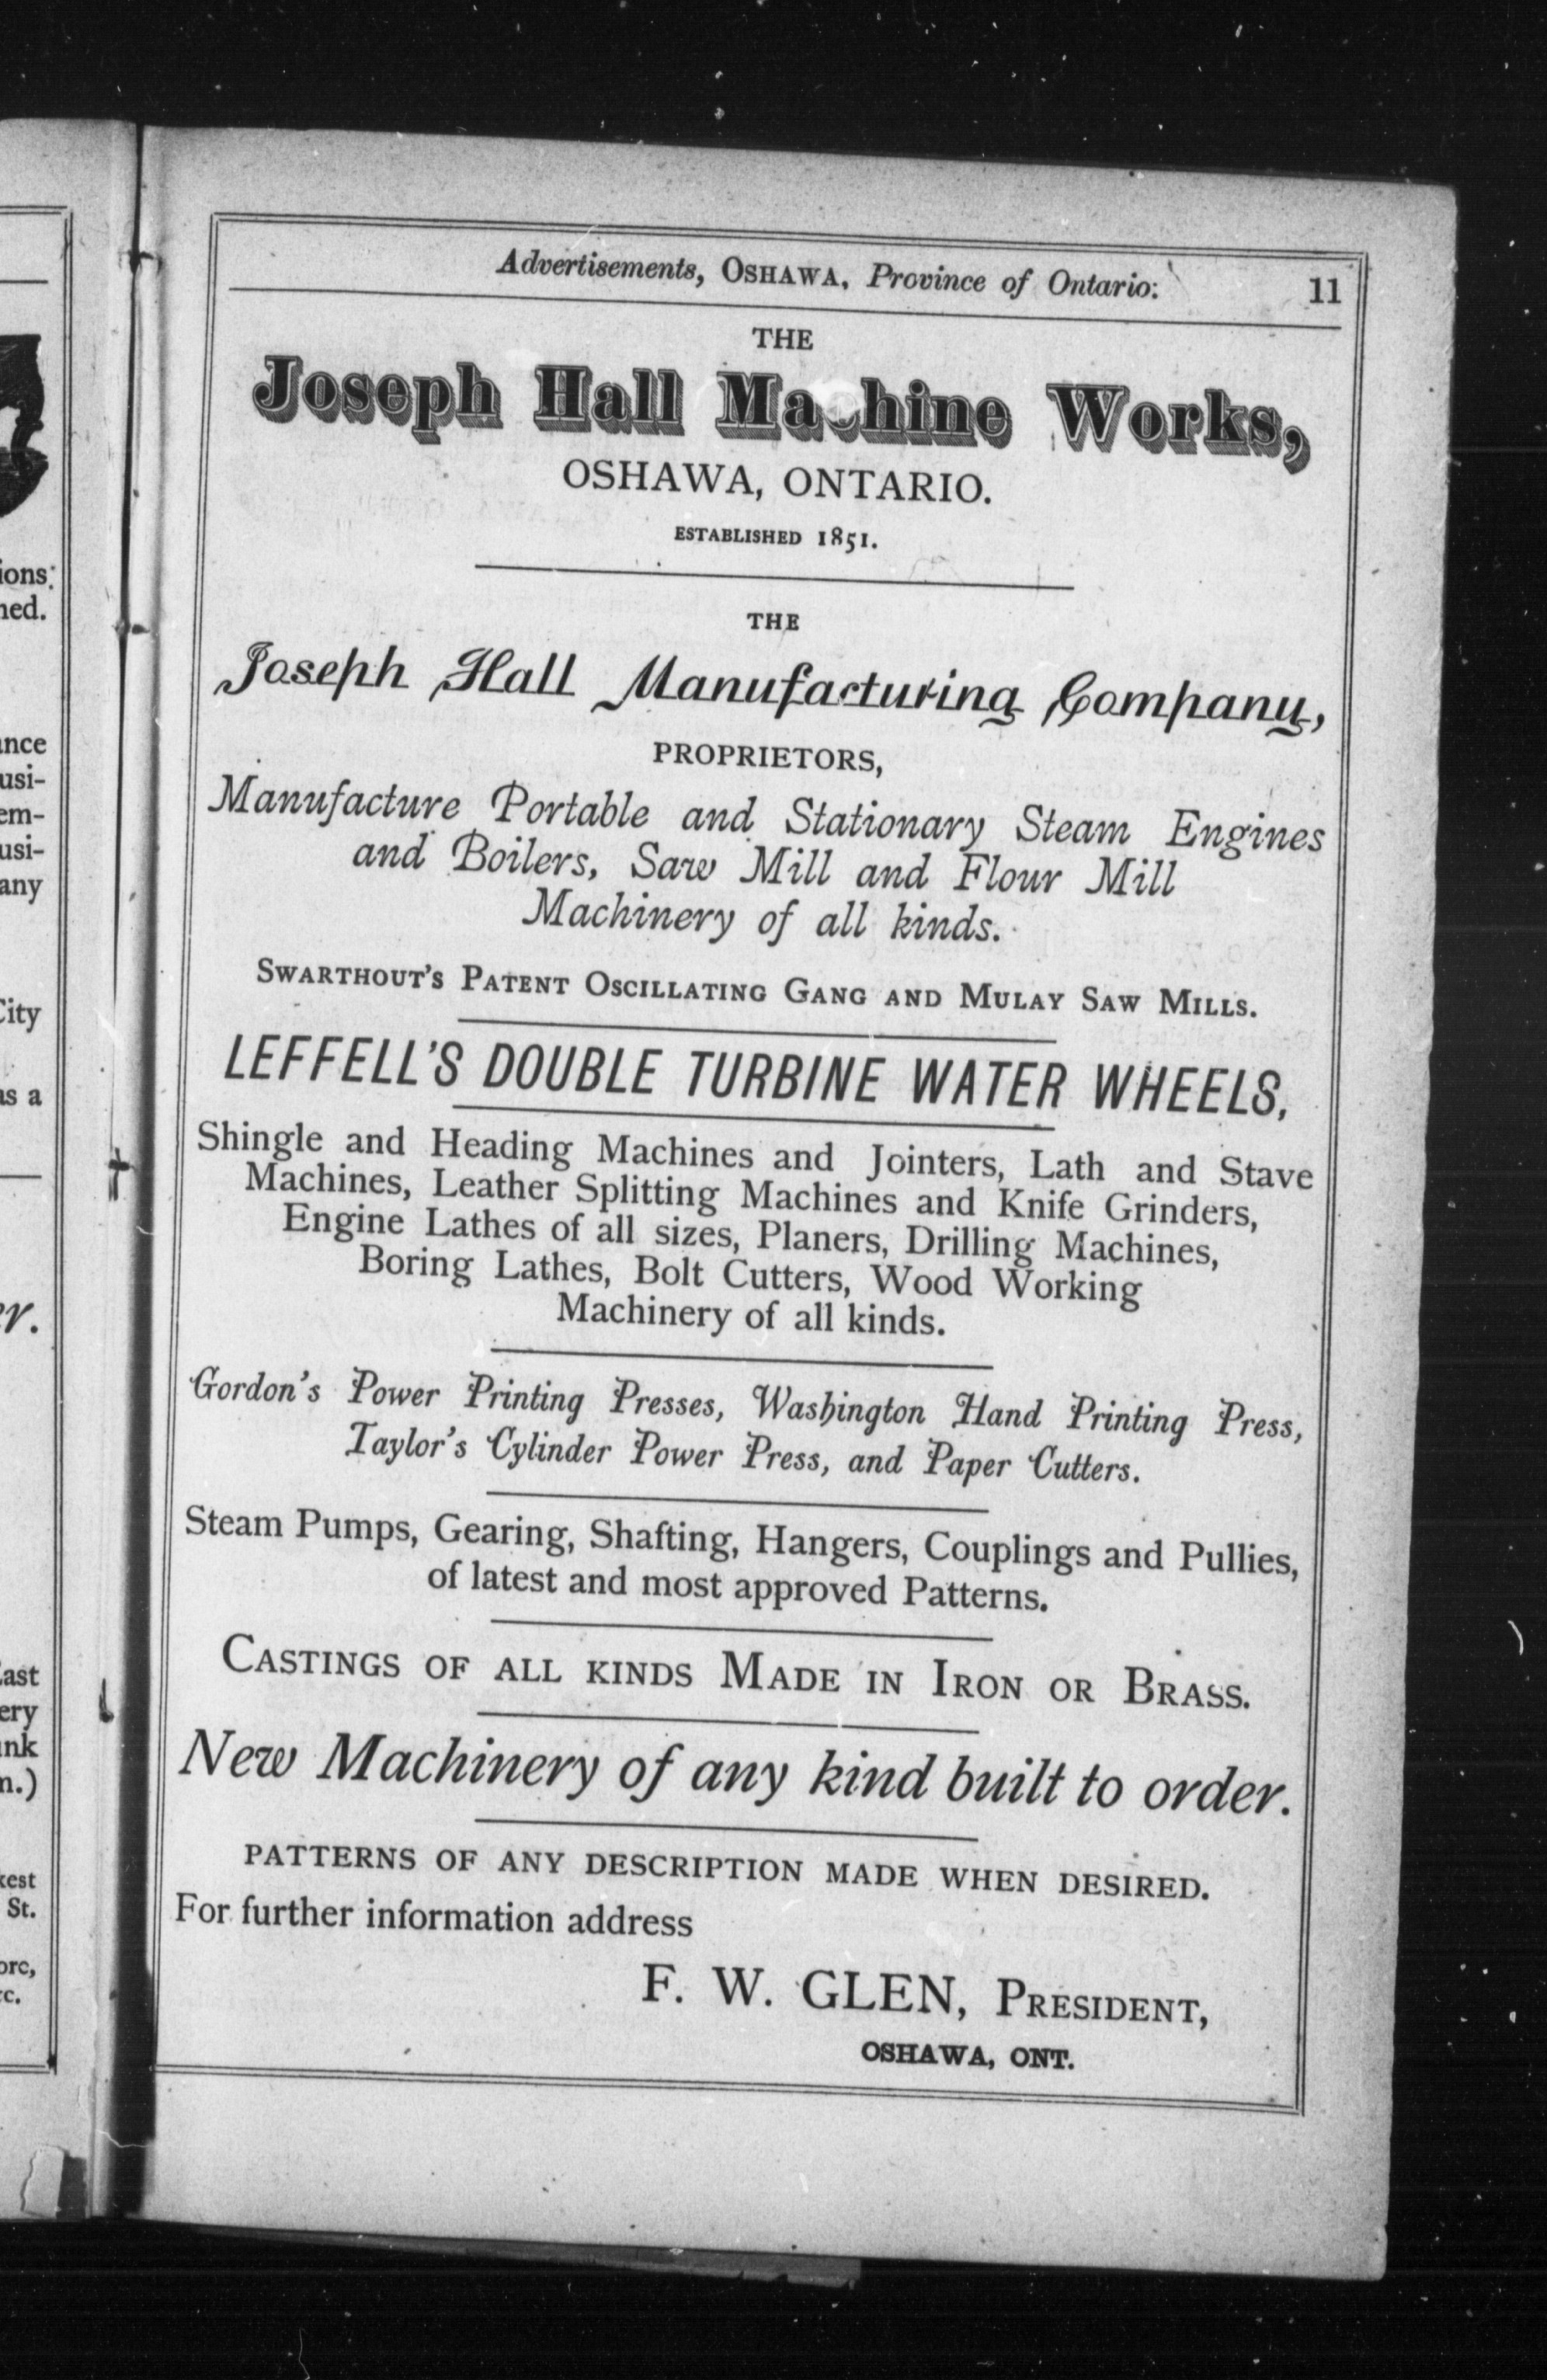 Advertisements, OSHAWA, Province of Ontario. 11
THE
Joseph Hall Machine Works,
OSHAWA, ONTARIO.
ESTABLISHED 1851.
THE
Joseph Hall Manufacturing Company,
PROPRIETORS,
Manufacture Portable and Stationary Steam Engines
and Boilers, Saw Mill and Flour Mill
Machinery of all kinds.
SWARTHOUT'S PATENT OSCILLATING GANG AND MULAY SAW MILLS.
LEFFELL'S DOUBLE TURBINE WATER WHEELS,
Shingle and Heading Machines and Jointers, Lath and Stave
Machines, Leather Splitting Machines and Knife Grinders,
Engine Lathes of all sizes, Planers, Drilling Machines,
Boring Lathes, Bolt Cutters, Wood Working
Machinery of all kinds.
Gordon's Power Printing Presses, Washington Hand Printing Press,
Taylor's Cylinder Power Press, and Paper Cutters.
Steam Pumps, Gearing, Shafting, Hangers, Couplings and Pullies,
of latest and most approved Patterns.
CASTINGS OF ALL KINDS MADE IN IRON OR BRASS.
New Machinery of any kind built to order.
PATTERNS OF ANY DESCRIPTION MADE WHEN DESIRED.
For further information address
F. W. GLEN, PRESIDENT,
OSHAWA, ONT.